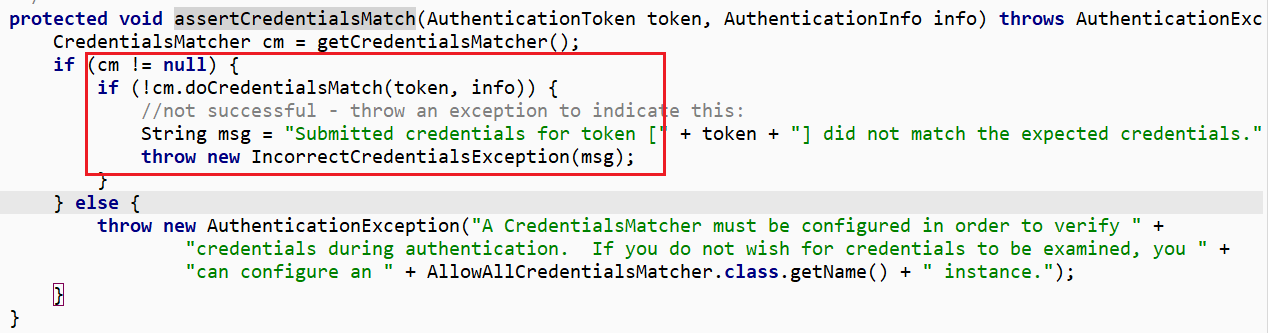 protected void assertCredentialsMatch(AuthenticationToken token, AuthenticationInfo info) throws AuthenticationExc
    CredentialsMatcher cm = getCredentialsMatcher();
    if (cm != null) {
        if (!cm.doCredentialsMatch(token, info)) {
            //not successful - throw an exception to indicate this:
            String msg = "Submitted credentials for token [" + token + "] did not match the expected credentials."
            throw new IncorrectCredentialsException(msg);
        }
    } else {
        throw new AuthenticationException("A CredentialsMatcher must be configured in order to verify " +
                "credentials during authentication.  If you do not wish for credentials to be examined, you " +
                "can configure an " + AllowAllCredentialsMatcher.class.getName() + " instance.");
    }
}